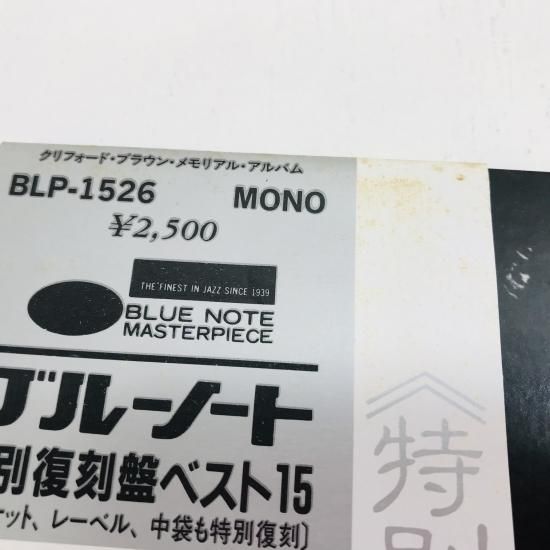 クリフォード・ブラウン・メモリアル・アルバム
BLP-1526 MONO
¥2,500
THE FINEST IN JAZZ SINCE 1939
BLUE NOTE
MASTERPIECE
ブルーノート
別復刻盤ベスト15
ケット、レーベル、中袋も特別復刻〕
特別